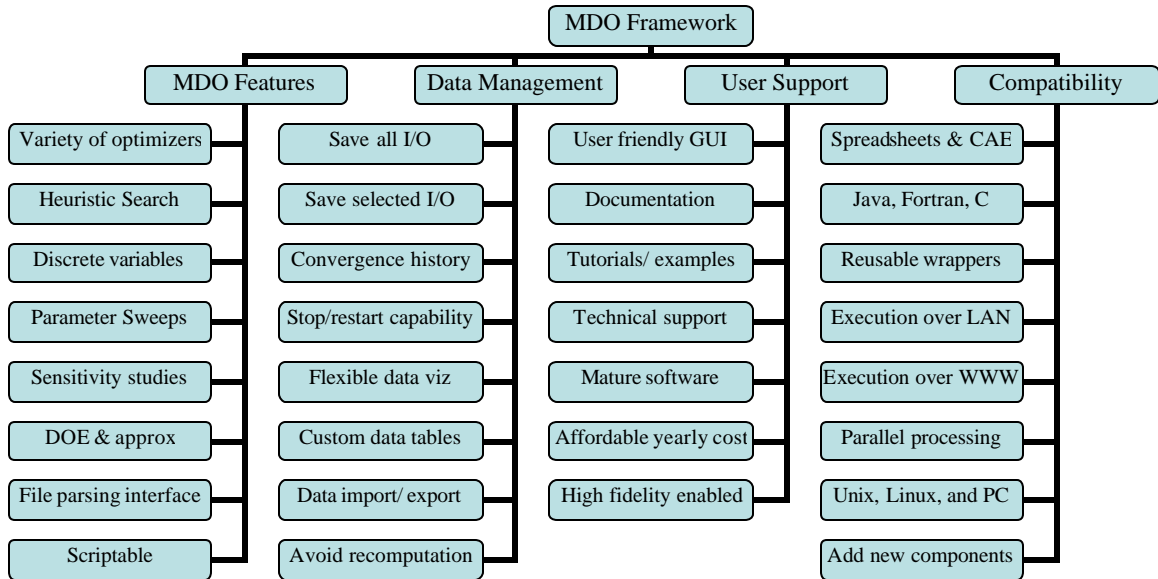 MDO Framework
MDO Features
Data Management
User Support
Compatibility
Variety of optimizers
Save all I/O
User friendly GUI
Spreadsheets & CAE
Heuristic Search
Save selected I/O
Documentation
Java, Fortran, C
Discrete variables
Convergence history
Tutorials/ examples
Reusable wrappers
Parameter Sweeps
Stop/restart capability
Technical support
Execution over LAN
Sensitivity studies
Flexible data viz
Mature software
Execution over WWW
DOE & approx
Custom data tables
Affordable yearly cost
Parallel processing
File parsing interface
Data import/ export
High fidelity enabled
Unix, Linux, and PC
Scriptable
Avoid recomputation
Add new components